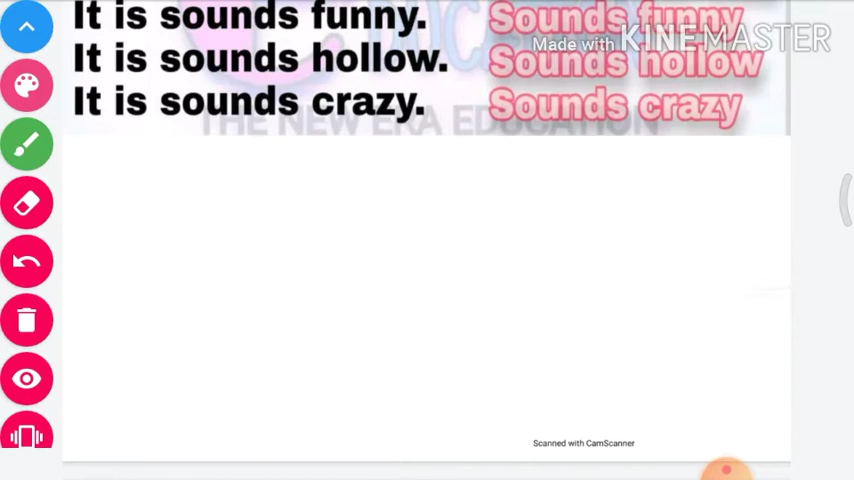 It is sounds funny. Sounds funny
Made with KINEMASTER
It is sounds hollow. Sounds hollow
It is sounds crazy. Sounds crazy
THE NEW ERA EDUCATION
Scanned with CamScanner